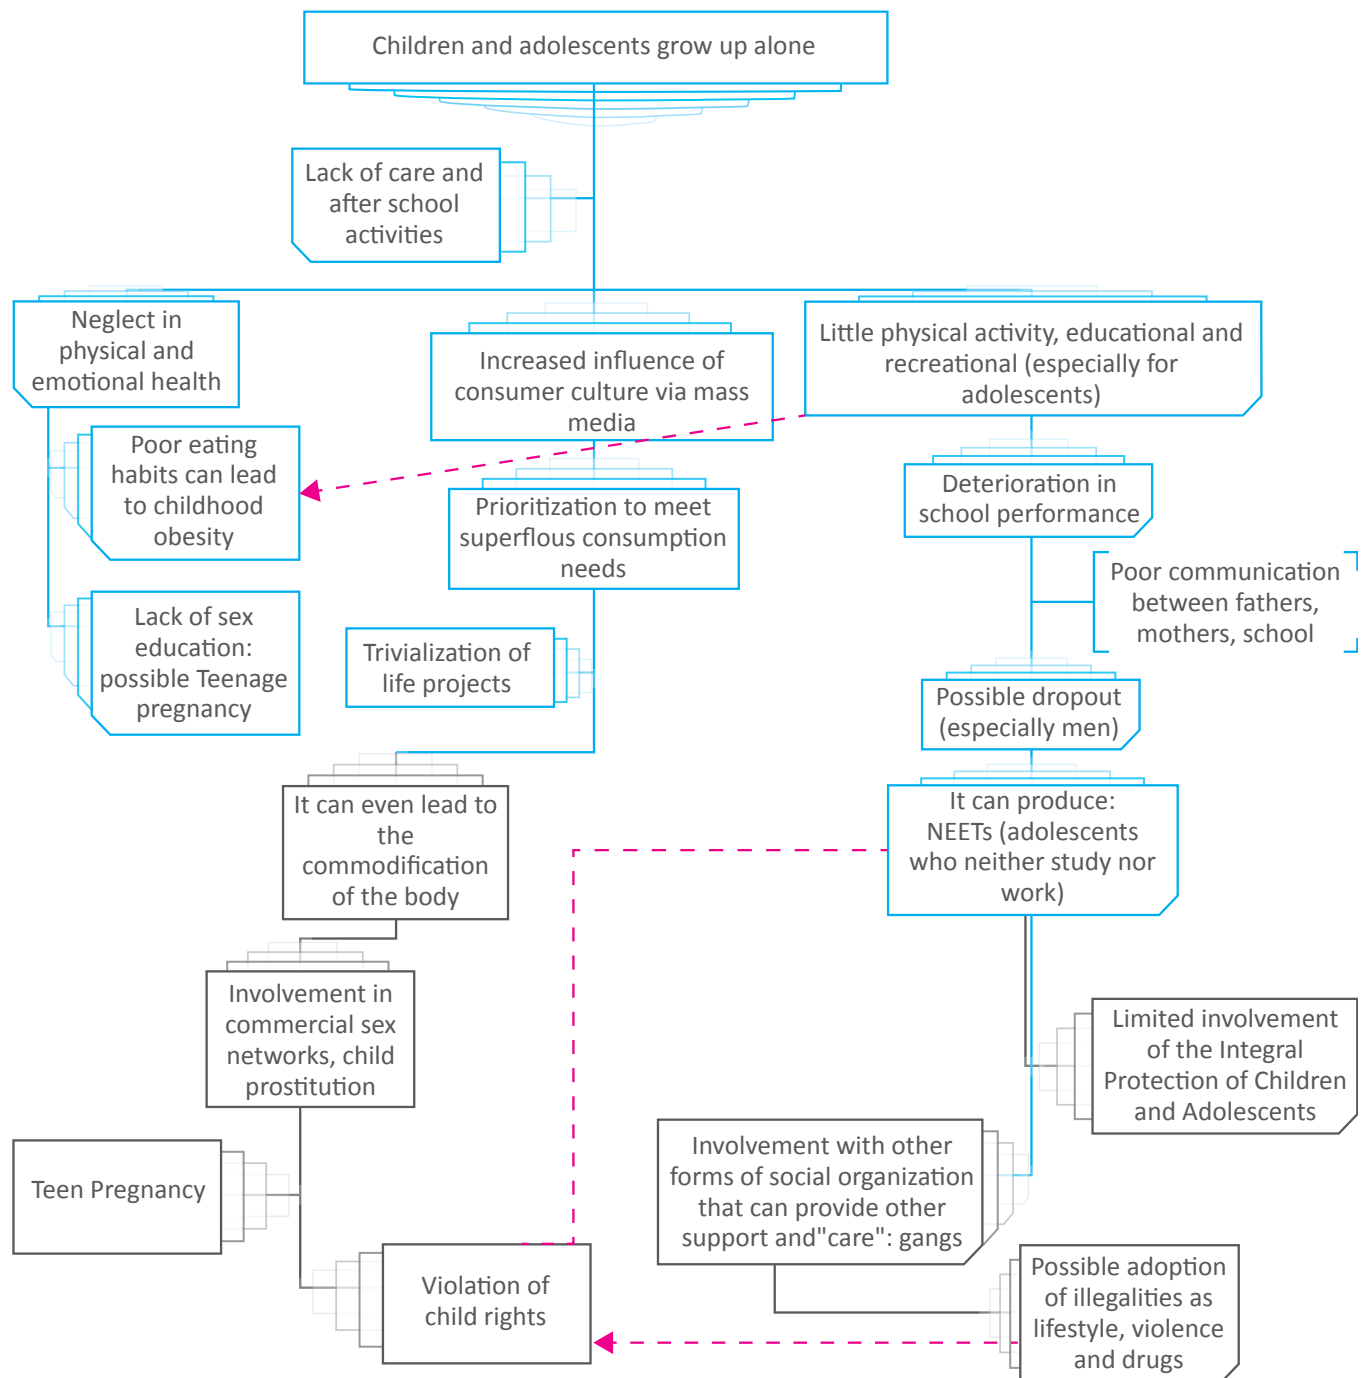 Children and adolescents grow up alone
Lack of care and
after school
activities
Neglect in
physical and
emotional health
Increased influence of
consumer culture via mass
media
Little physical activity, educational and
recreational (especially for
adolescents)
Poor eating
habits can lead
to childhood
obesity
Prioritization to meet
superflous consumption
needs
Deterioration in
school performance
Poor communication
between fathers,
mothers, school
Lack of sex
education:
possible Teenage
pregnancy
Trivialization of
life projects
Possible dropout
(especially men)
It can even lead to
the
commodification
of the body
It can produce:
NEETs (adolescents
who neither study nor
work)
Involvement in
commercial sex
networks, child
prostitution
Limited involvement
of the Integral
Protection of Children
and Adolescents
Teen Pregnancy
Involvement with other
forms of social organization
that can provide other
support and"care": gangs
Violation of
child rights
Possible adoption
of illegalities as
lifestyle, violence
and drugs